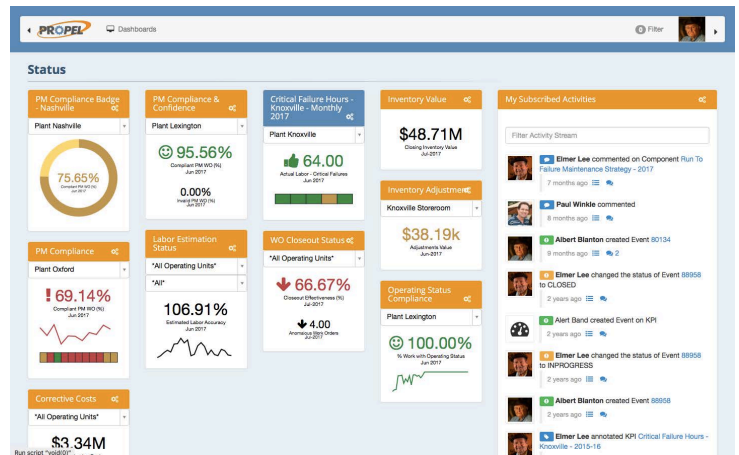 PROPEL
Dashboards
0 Filter
Status
PM Compliance Badge
- Nashville
Plant Nashville
75.65%
Compliant PM WO (%)
Jun 2017
PM Compliance
Plant Oxford
69.14%
Compliant PM WO (%)
Jun 2017
Corrective Costs
*All Operating Units*
$3.34M
Run script "void(0)"
PM Compliance &
Confidence
Plant Lexington
95.56%
Compliant PM WO (%)
Jun 2017
0.00%
Invalid PM WO (%)
Jun 2017
Labor Estimation
Status
*All Operating Units*
*All*
106.91%
Estimated Labor Accuracy
Jun 2017
Critical Failure Hours -
Knoxville - Monthly
2017
Plant Knoxville
64.00
Actual Labor - Critical Failures
Jun 2017
WO Closeout Status
*All Operating Units*
66.67%
Closeout Effectiveness (%)
Jul-2017
4.00
Anomalous Work Orders
Jul-2017
Inventory Value
$48.71M
Closing Inventory Value
Jul-2017
Inventory Adjustment
Knoxville Storeroom
$38.19k
Adjustments Value
Jun-2017
Operating Status
Compliance
Plant Lexington
100.00%
% Work with Operating Status
Jun 2017
My Subscribed Activities
Filter Activity Stream
Elmer Lee commented on Component Run To
Failure Maintenance Strategy - 2017
7 months ago
Paul Winkle commented
8 months ago
Albert Blanton created Event 80134
9 months ago 2
Elmer Lee changed the status of Event 88958
to CLOSED
2 years ago
Alert Band created Event on KPI
2 years ago
Elmer Lee changed the status of Event 88958
to INPROGRESS
2 years ago
Albert Blanton created Event 88958
2 years ago
Elmer Lee annotated KPI Critical Failure Hours -
Knoxville - 2015-16